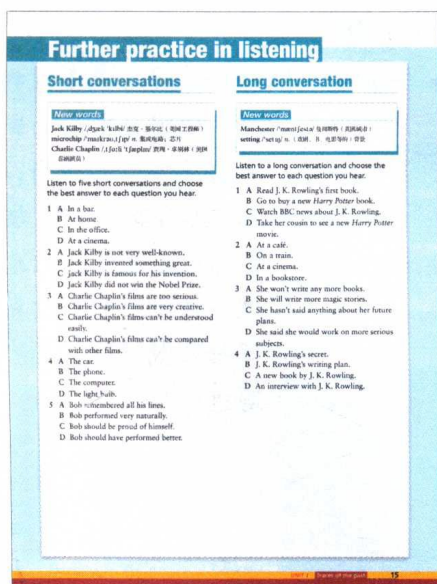 Further practice in listening
Short conversations
New words
Jack Kilby /ˌdʒæk ˈkɪlbi/ 杰克·基尔比（美国工程师）
microchip /ˈmaɪkrəʊˌtʃɪp/ n. 集成电路；芯片
Charlie Chaplin /ˌtʃɑːli ˈtʃæplɪn/ 查理·卓别林（英国
喜剧演员）
Listen to five short conversations and choose
the best answer to each question you hear.
1 A In a bar.
B At home.
C In the office.
D At a cinema.
2 A Jack Kilby is not very well-known.
B Jack Kilby invented something great.
C Jack Kilby is famous for his invention.
D Jack Kilby did not win the Nobel Prize.
3 A Charlie Chaplin's films are too serious.
B Charlie Chaplin's films are very creative.
C Charlie Chaplin's films can't be understood
easily.
D Charlie Chaplin's films can't be compared
with other films.
4 A The car.
B The phone.
C The computer.
D The light bulb.
5 A Bob remembered all his lines.
B Bob performed very naturally.
C Bob should be proud of himself.
D Bob should have performed better.
Long conversation
New words
Manchester /ˈmæntʃestə/ 曼彻斯特（英国城市）
setting /ˈsetɪŋ/ n.（戏剧、书、电影等的）背景
Listen to a long conversation and choose the
best answer to each question you hear.
1 A Read J. K. Rowling's first book.
B Go to buy a new Harry Potter book.
C Watch BBC news about J. K. Rowling.
D Take her cousin to see a new Harry Potter
movie.
2 A At a café.
B On a train.
C At a cinema.
D In a bookstore.
3 A She won't write any more books.
B She will write more magic stories.
C She hasn't said anything about her future
plans.
D She said she would work on more serious
subjects.
4 A J. K. Rowling's secret.
B J. K. Rowling's writing plan.
C A new book by J. K. Rowling.
D An interview with J. K. Rowling.
UNIT 1 Traces of the past 15